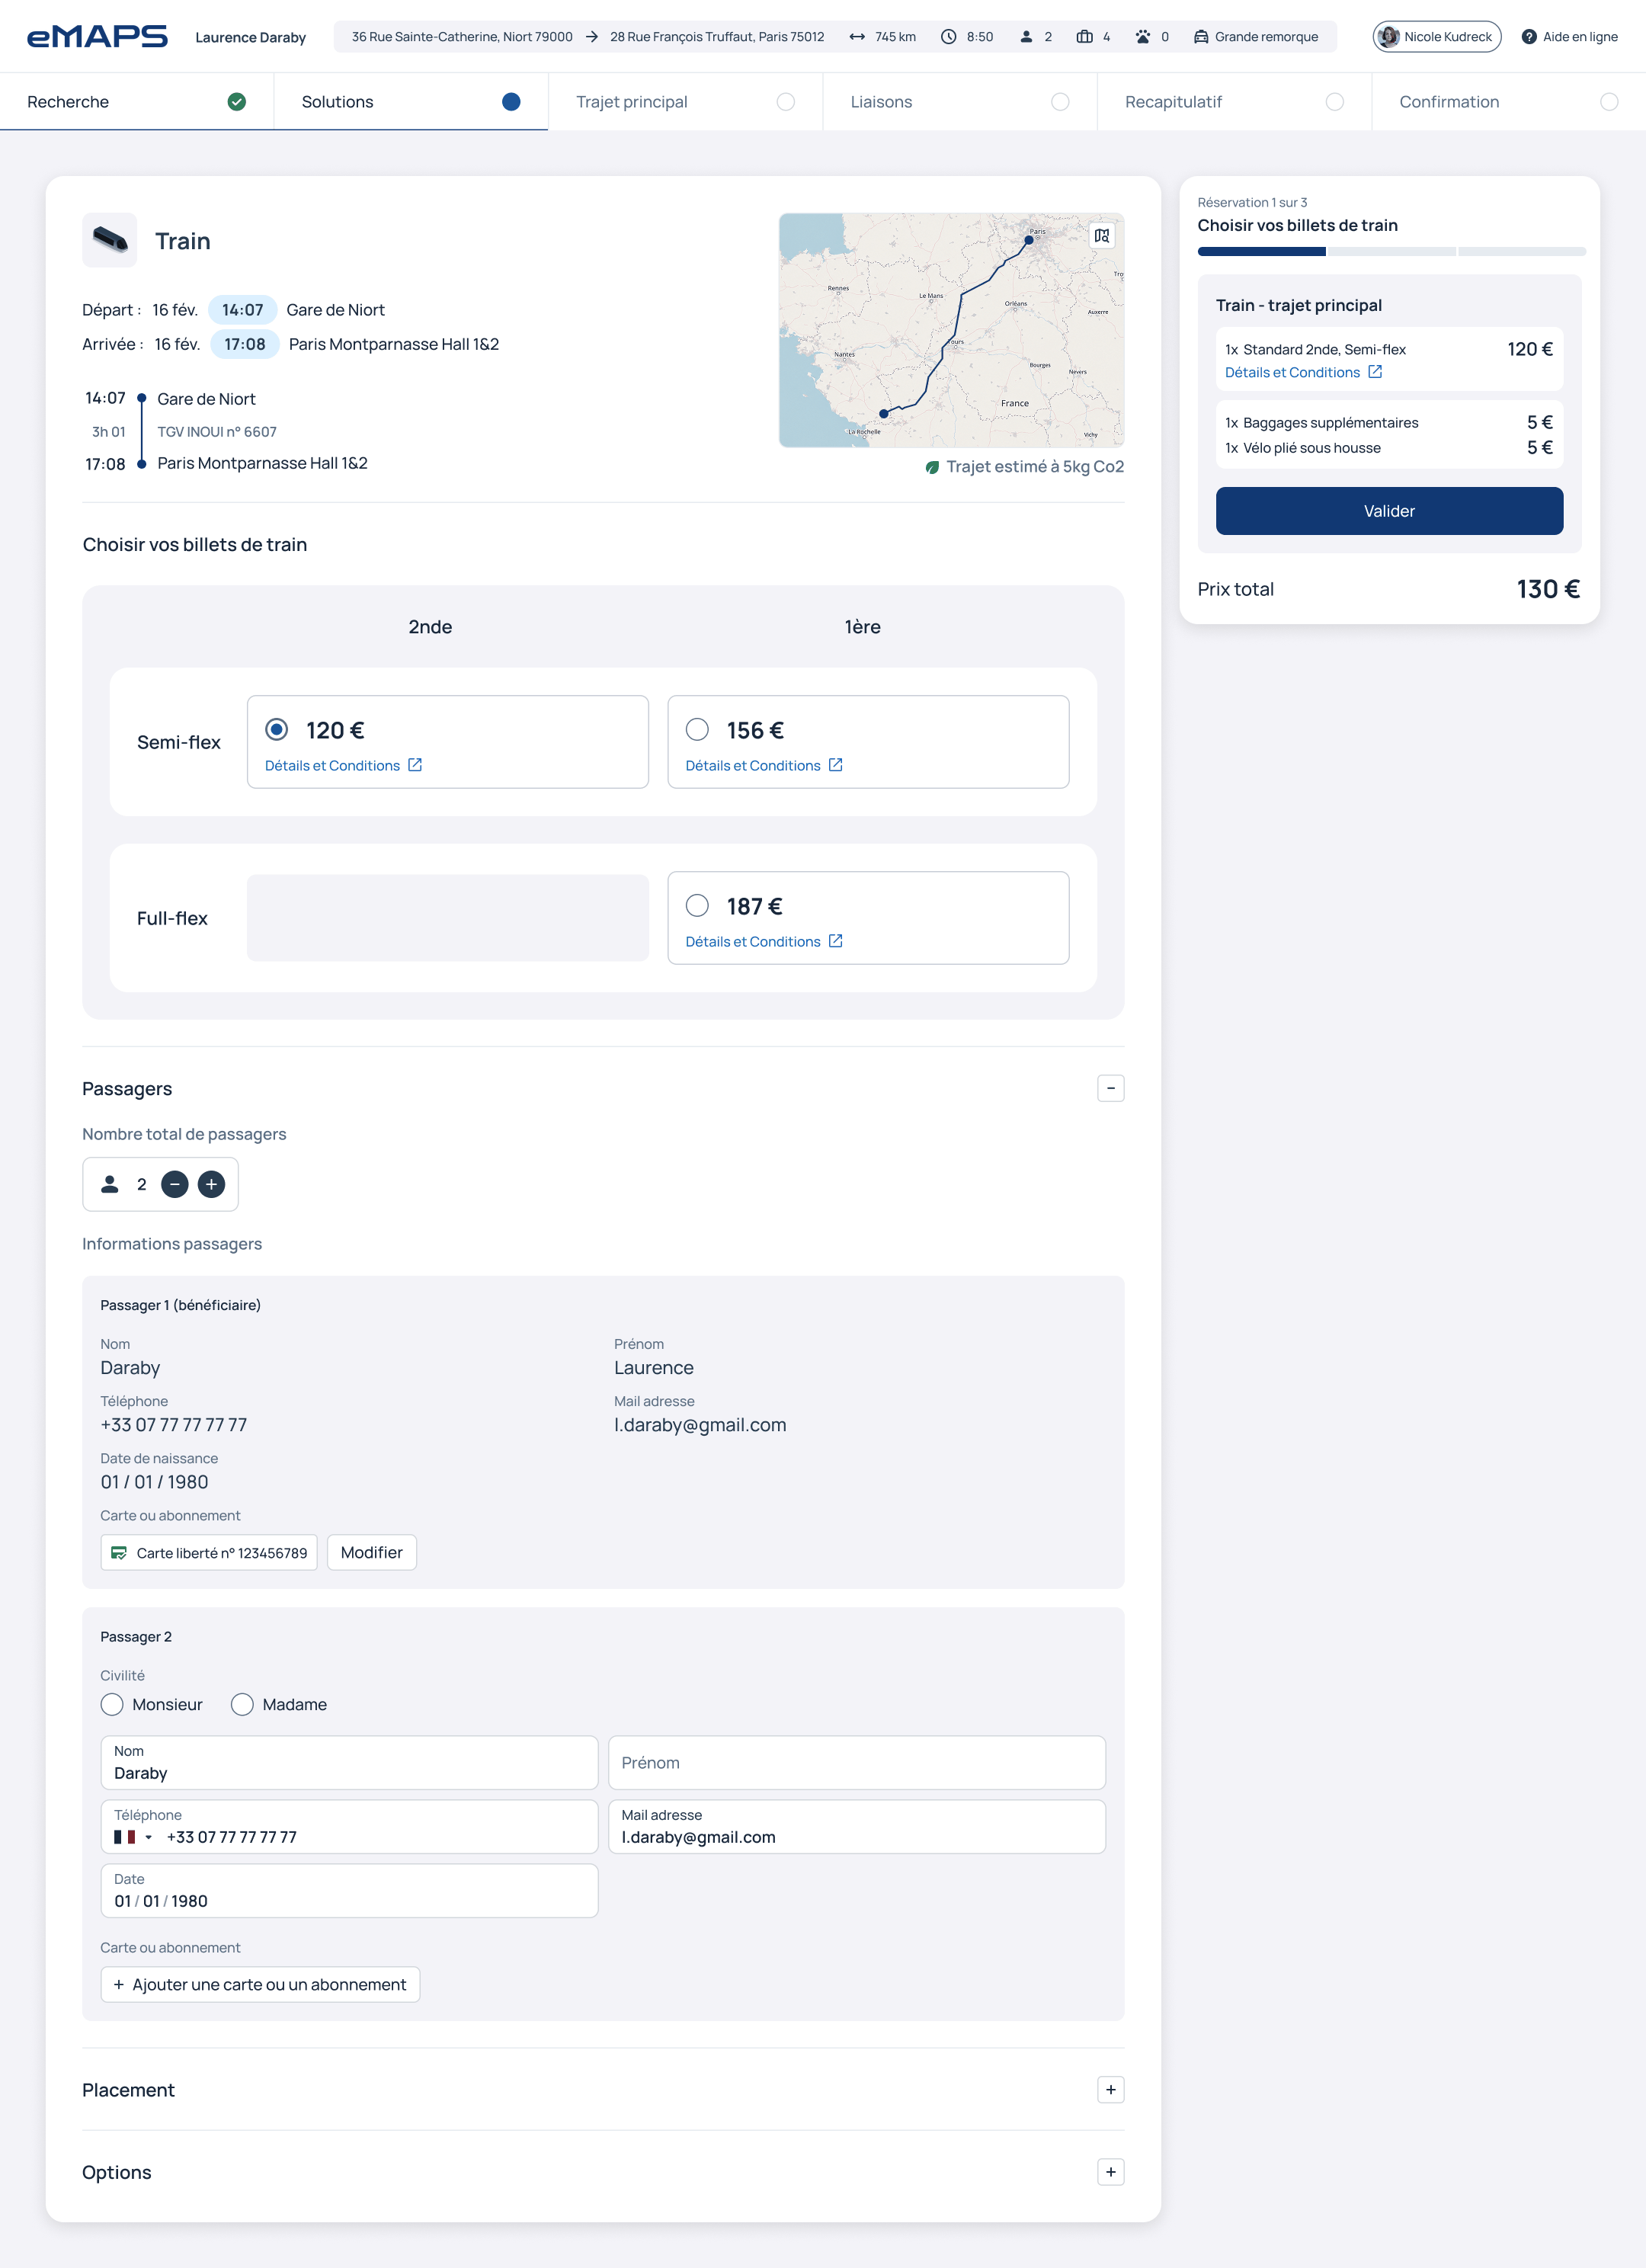 eMAPS
Laurence Daraby
36 Rue Sainte-Catherine, Niort 79000 → 28 Rue François Truffaut, Paris 75012 745 km 8:50 2 4 0 Grande remorque
Nicole Kudreck
Aide en ligne
Recherche
Solutions
Trajet principal
Liaisons
Recapitulatif
Confirmation
Train
Départ : 16 fév. 14:07 Gare de Niort
Arrivée : 16 fév. 17:08 Paris Montparnasse Hall 1&2
14:07 Gare de Niort
3h 01 TGV INOUI n° 6607
17:08 Paris Montparnasse Hall 1&2
Paris
Tro
Rennes
Le Mans
Orléans
Auxerre
Nantes
Tours
Bourges
Nevers
France
La Rochelle
Vichy
Trajet estimé à 5kg Co2
Choisir vos billets de train
2nde
1ère
Semi-flex
120 €
Détails et Conditions
156 €
Détails et Conditions
Full-flex
187 €
Détails et Conditions
Passagers
−
Nombre total de passagers
2 − +
Informations passagers
Passager 1 (bénéficiaire)
Nom
Daraby
Prénom
Laurence
Téléphone
+33 07 77 77 77 77
Mail adresse
l.daraby@gmail.com
Date de naissance
01 / 01 / 1980
Carte ou abonnement
Carte liberté n° 123456789
Modifier
Passager 2
Civilité
Monsieur
Madame
Nom
Daraby
Prénom
Téléphone
+33 07 77 77 77 77
Mail adresse
l.daraby@gmail.com
Date
01 / 01 / 1980
Carte ou abonnement
+ Ajouter une carte ou un abonnement
Placement
+
Options
+
Réservation 1 sur 3
Choisir vos billets de train
Train - trajet principal
1x Standard 2nde, Semi-flex 120 €
Détails et Conditions
1x Baggages supplémentaires 5 €
1x Vélo plié sous housse 5 €
Valider
Prix total 130 €